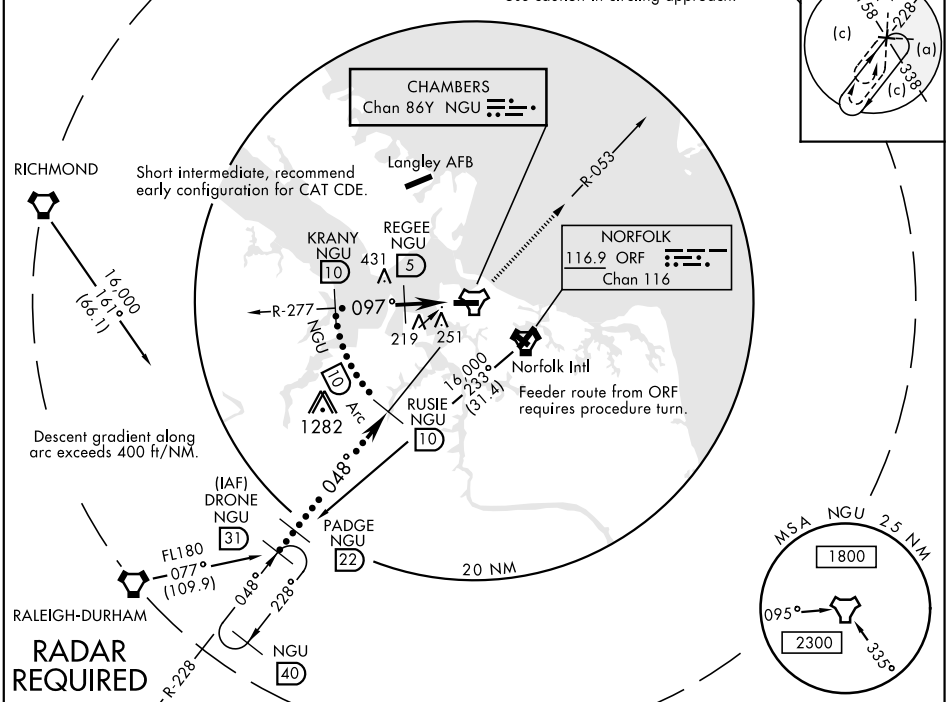 (c)
58
228
(a)
(c)
338
CHAMBERS
Chan 86Y NGU
R-053
RICHMOND
Short intermediate, recommend
early configuration for CAT CDE.
Langley AFB
16,000
161°
(66.1)
KRANY
NGU
10
431
REGEE
NGU
5
NORFOLK
116.9 ORF
Chan 116
R-277
097°
219
251
NGU
10
Arc
1282
16,000
233°
(31.4)
Norfolk Intl
Feeder route from ORF
requires procedure turn.
RUSIE
NGU
10
Descent gradient along
arc exceeds 400 ft/NM.
048°
(IAF)
DRONE
NGU
31
PADGE
NGU
22
FL180
077°
(109.9)
20 NM
RALEIGH-DURHAM
048°
228°
RADAR
REQUIRED
R-228
NGU
40
MSA NGU 25 NM
1800
095°
2300
335°